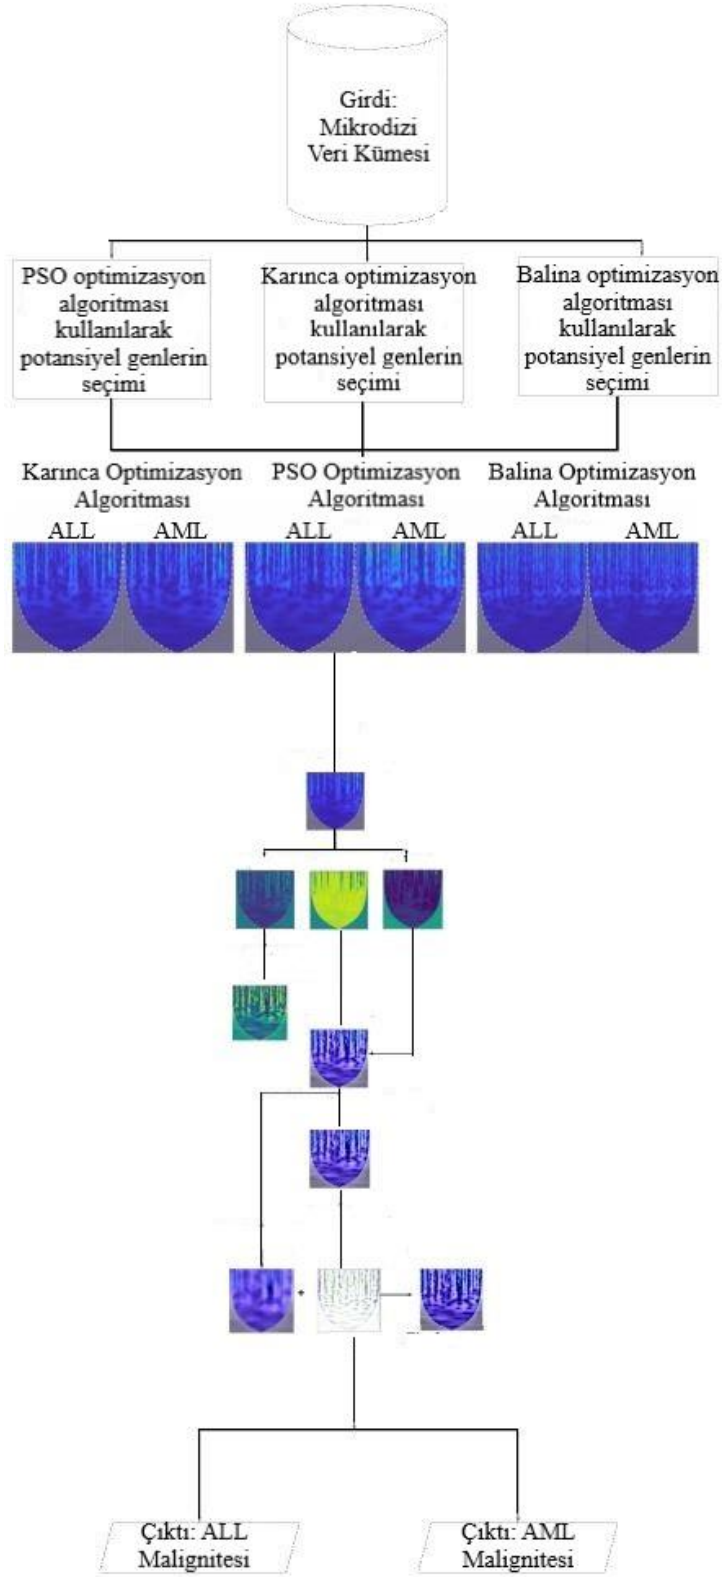 Girdi:
Mikrodizi
Veri Kümesi
PSO optimizasyon
algoritması
kullanılarak
potansiyel genlerin
seçimi
Karınca optimizasyon
algoritması
kullanılarak
potansiyel genlerin
seçimi
Balina optimizasyon
algoritması
kullanılarak
potansiyel genlerin
seçimi
Karınca Optimizasyon
Algoritması
ALL AML
PSO Optimizasyon
Algoritması
ALL AML
Balina Optimizasyon
Algoritması
ALL AML
+
Çıktı: ALL
Malignitesi
Çıktı: AML
Malignitesi